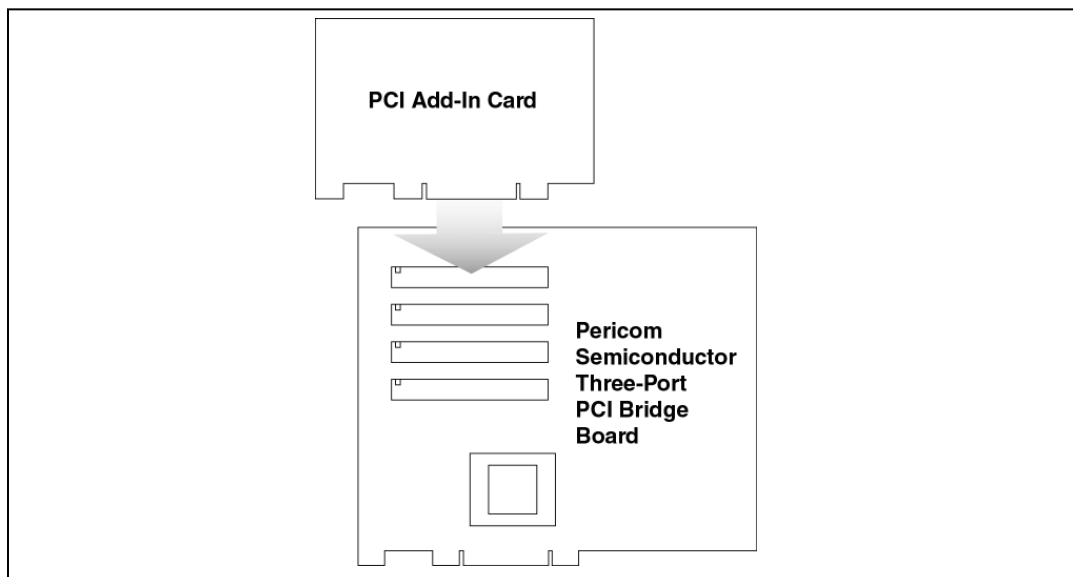 PCI Add-In Card
Pericom
Semiconductor
Three-Port
PCI Bridge
Board